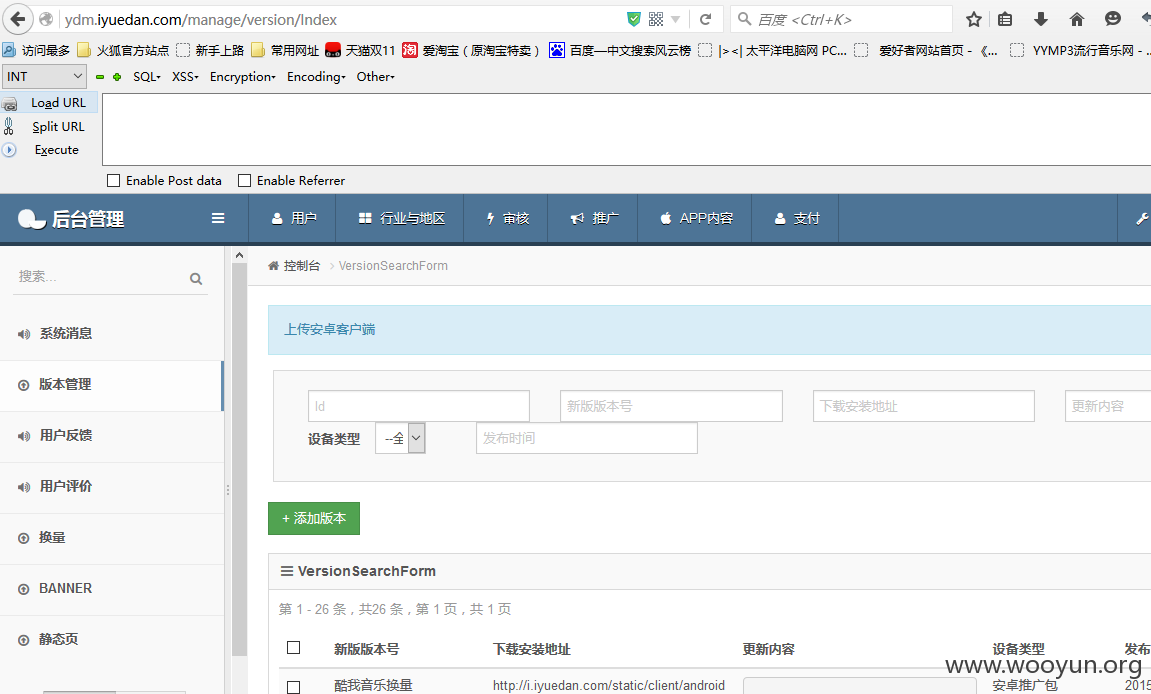 ydm.iyuedan.com/manage/version/Index
百度 <Ctrl+K>
访问最多 火狐官方站点 新手上路 常用网址 天猫双11 爱淘宝（原淘宝特卖） 百度—中文搜索风云榜 |><| 太平洋电脑网 PC... 爱好者网站首页 - 《... YYMP3流行音乐网 - ...
INT SQL- XSS- Encryption- Encoding- Other-
Load URL
Split URL
Execute
Enable Post data Enable Referrer
后台管理 用户 行业与地区 审核 推广 APP内容 支付
搜索...
控制台 > VersionSearchForm
系统消息
上传安卓客户端
版本管理
Id 新版版本号 下载安装地址 更新内容
用户反馈
设备类型 --全 发布时间
用户评价
换量
+ 添加版本
BANNER
VersionSearchForm
静态页
第 1 - 26 条，共26 条，第 1 页，共 1 页
新版版本号 下载安装地址 更新内容 设备类型 发布
www.wooyun.org
酷我音乐换量 http://i.iyuedan.com/static/client/android 安卓推广包 2015